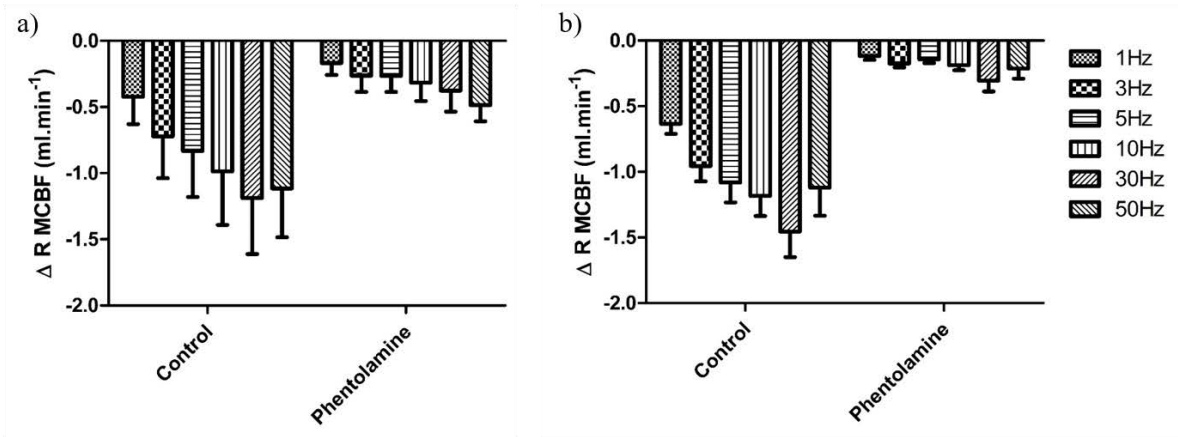 a)
Δ R MCBF (ml.min-1)
0.0
-0.5
-1.0
-1.5
-2.0
Control
Phentolamine
b)
Δ R MCBF (ml.min-1)
0.0
-0.5
-1.0
-1.5
-2.0
Control
Phentolamine
1Hz
3Hz
5Hz
10Hz
30Hz
50Hz